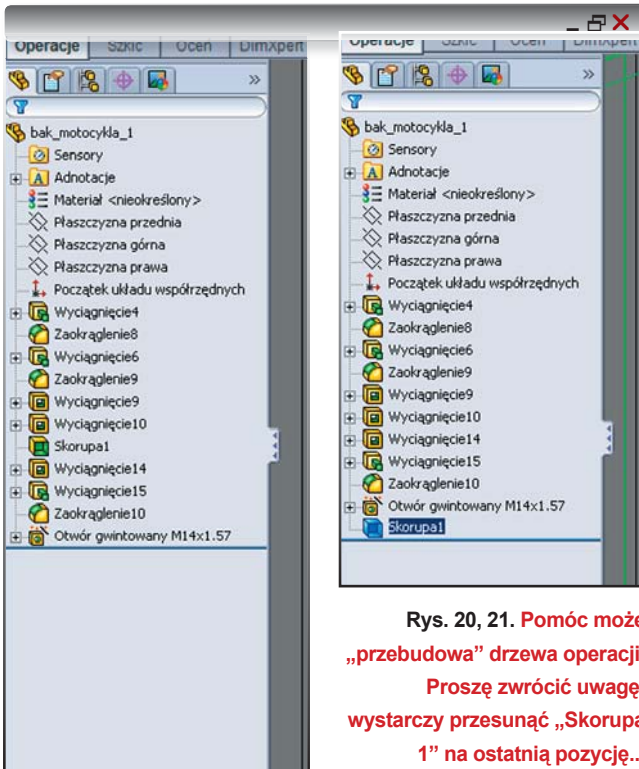 Operacje Szkic Oceń DimXpert
bak_motocykla_1
Sensory
Adnotacje
Materiał <nieokreślony>
Płaszczyzna przednia
Płaszczyzna górna
Płaszczyzna prawa
Początek układu współrzędnych
Wyciągnięcie4
Zaokrąglenie8
Wyciągnięcie6
Zaokrąglenie9
Wyciągnięcie9
Wyciągnięcie10
Skorupa1
Wyciągnięcie14
Wyciągnięcie15
Zaokrąglenie10
Otwór gwintowany M14x1.57
Operacje Szkic Oceń DimXpert
bak_motocykla_1
Sensory
Adnotacje
Materiał <nieokreślony>
Płaszczyzna przednia
Płaszczyzna górna
Płaszczyzna prawa
Początek układu współrzędnych
Wyciągnięcie4
Zaokrąglenie8
Wyciągnięcie6
Zaokrąglenie9
Wyciągnięcie9
Wyciągnięcie10
Wyciągnięcie14
Wyciągnięcie15
Zaokrąglenie10
Otwór gwintowany M14x1.57
Skorupa1
Rys. 20, 21. Pomóc może
„przebudowa” drzewa operacji.
Proszę zwrócić uwagę
wystarczy przesunąć „Skorupa
1” na ostatnią pozycję..